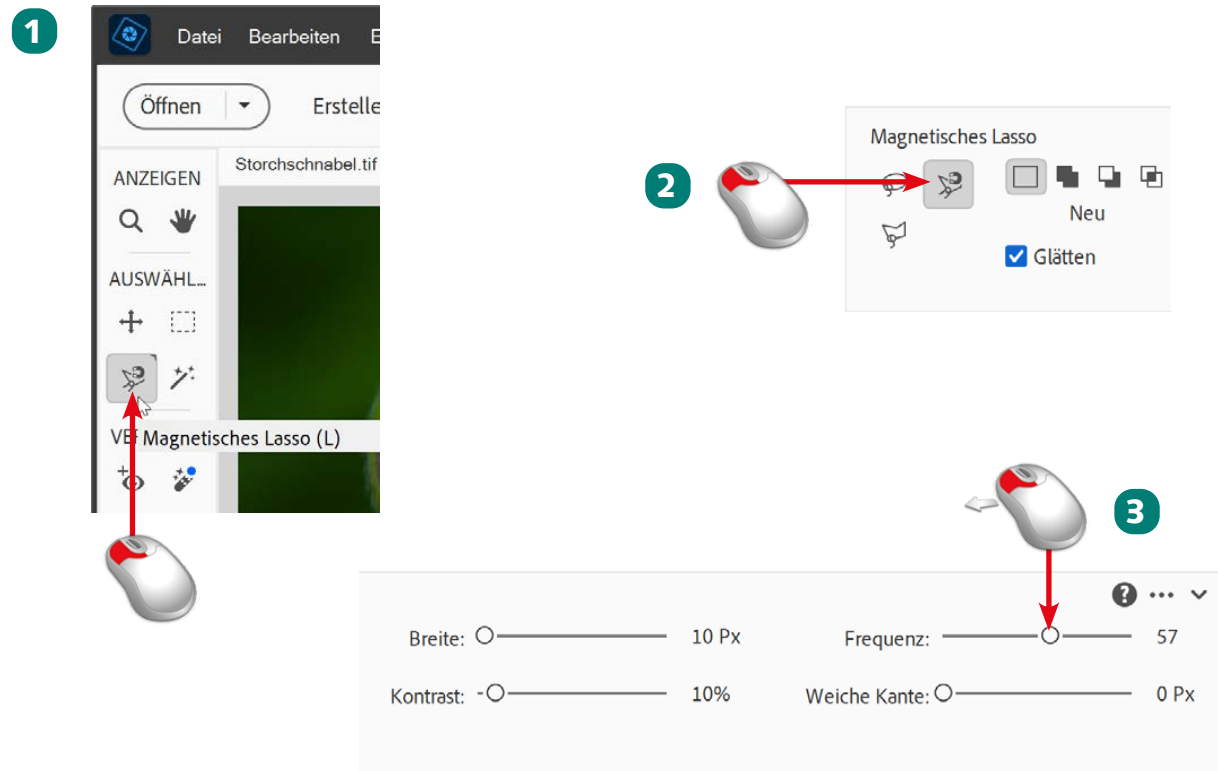 1
Datei Bearbeiten
Öffnen Erstelle
Storchschnabel.tif
ANZEIGEN
AUSWÄHL...
Magnetisches Lasso (L)
2
Magnetisches Lasso
Neu
Glätten
3
Breite: 10 Px Frequenz: 57
Kontrast: 10% Weiche Kante: 0 Px